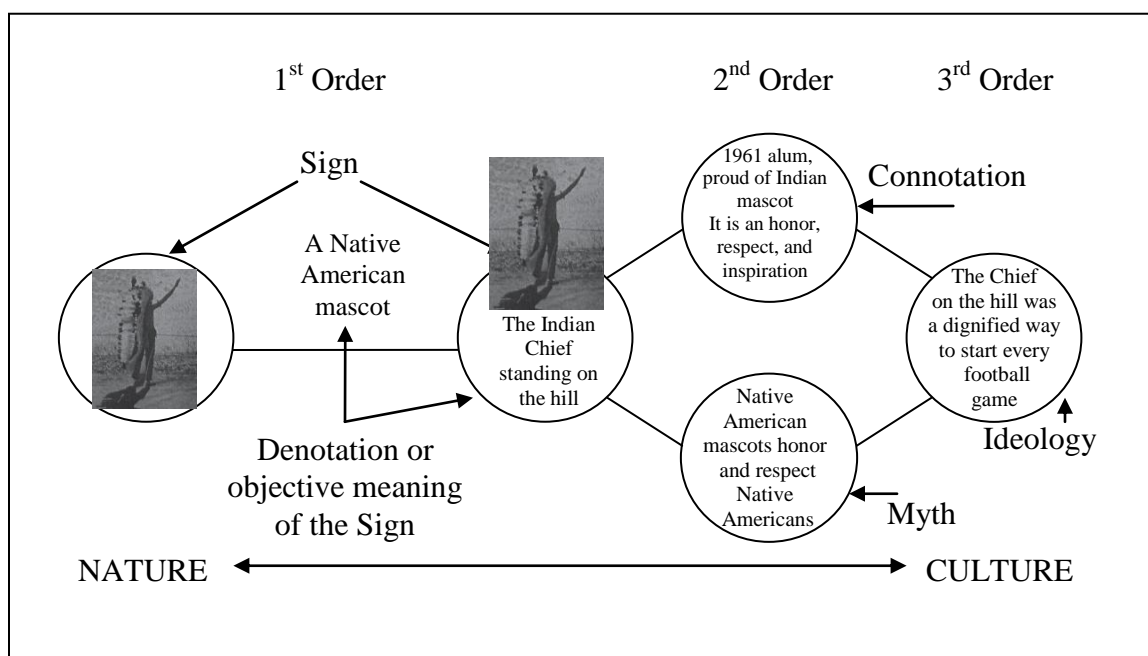 1st Order
2nd Order
3rd Order
Sign
A Native
American
mascot
The Indian
Chief
standing on
the hill
1961 alum,
proud of Indian
mascot
It is an honor,
respect, and
inspiration
Connotation
The Chief
on the hill was
a dignified way
to start every
football
game
Denotation or
objective meaning
of the Sign
Native
American
mascots honor
and respect
Native
Americans
Ideology
Myth
NATURE
CULTURE